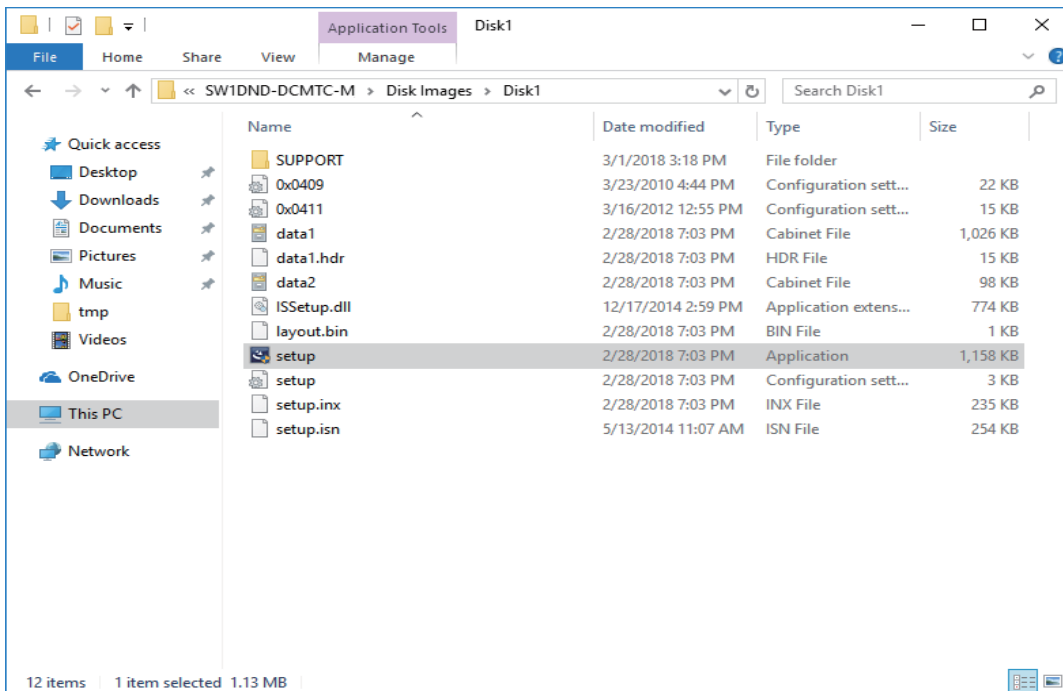 Application Tools Disk1
File Home Share View Manage
« SW1DND-DCMTC-M > Disk Images > Disk1 Search Disk1
Name Date modified Type Size
Quick access
Desktop
Downloads
Documents
Pictures
Music
tmp
Videos
OneDrive
This PC
Network
SUPPORT 3/1/2018 3:18 PM File folder
0x0409 3/23/2010 4:44 PM Configuration sett... 22 KB
0x0411 3/16/2012 12:55 PM Configuration sett... 15 KB
data1 2/28/2018 7:03 PM Cabinet File 1,026 KB
data1.hdr 2/28/2018 7:03 PM HDR File 15 KB
data2 2/28/2018 7:03 PM Cabinet File 98 KB
ISSetup.dll 12/17/2014 2:59 PM Application extens... 774 KB
layout.bin 2/28/2018 7:03 PM BIN File 1 KB
setup 2/28/2018 7:03 PM Application 1,158 KB
setup 2/28/2018 7:03 PM Configuration sett... 3 KB
setup.inx 2/28/2018 7:03 PM INX File 235 KB
setup.isn 5/13/2014 11:07 AM ISN File 254 KB
12 items 1 item selected 1.13 MB